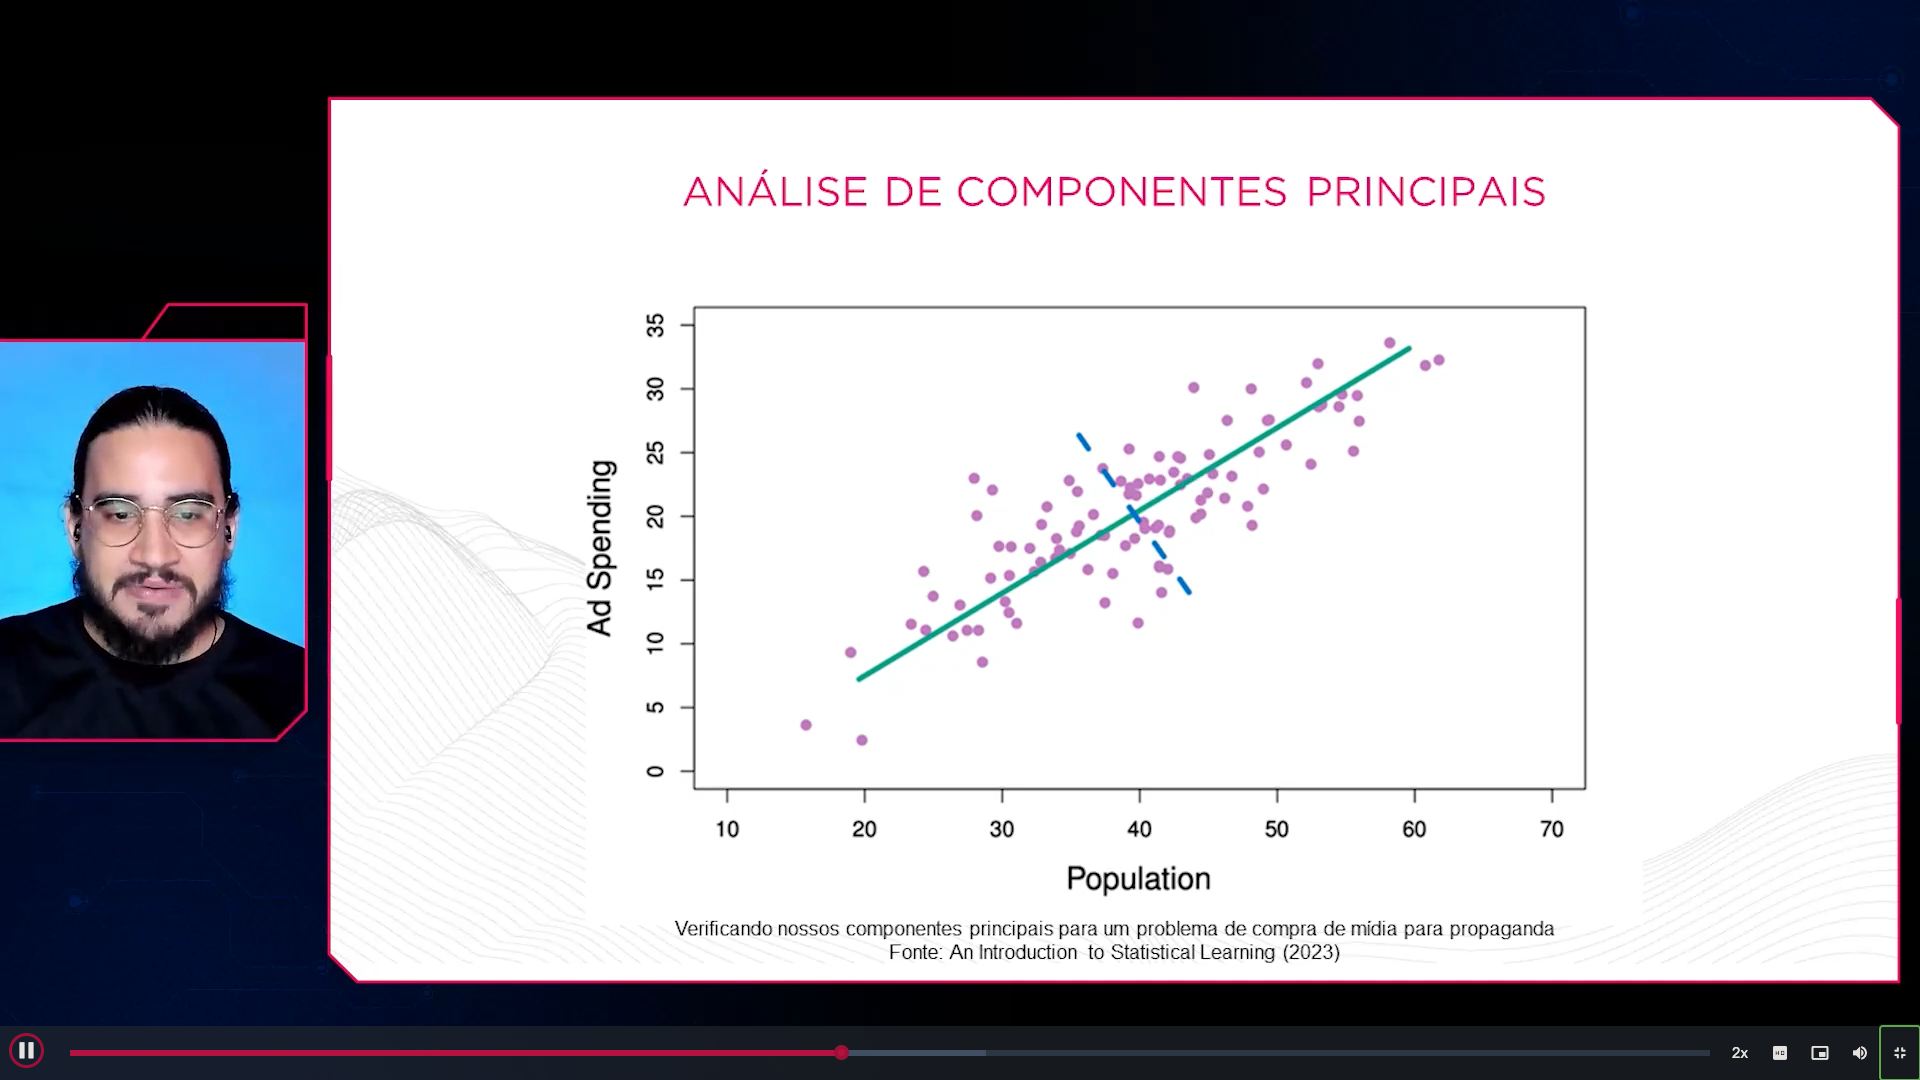 ANÁLISE DE COMPONENTES PRINCIPAIS
35
30
25
20
15
10
5
0
Ad Spending
10 20 30 40 50 60 70
Population
Verificando nossos componentes principais para um problema de compra de mídia para propaganda
Fonte: An Introduction to Statistical Learning (2023)
2x
HD